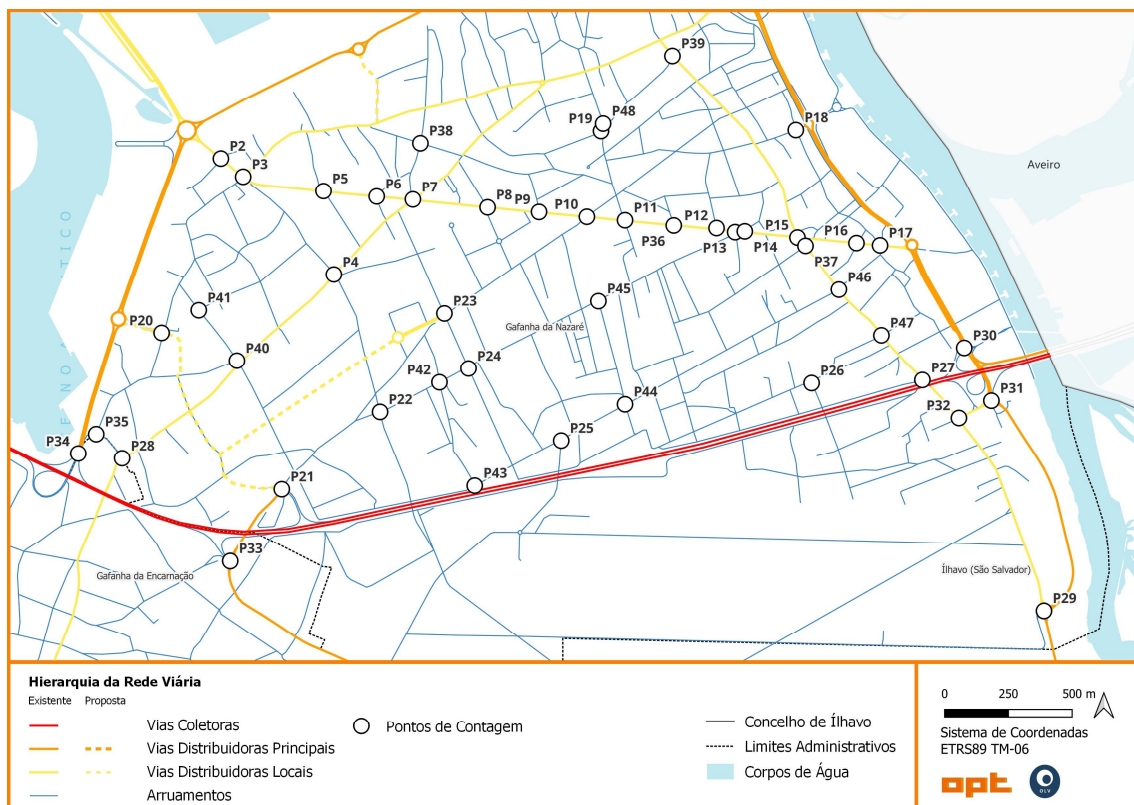 P39
P48
P19
P18
P38
P2
P3
P5
P6
P7
P8
P9
P10
P11
P36
P12
P13
P14
P15
P37
P16
P17
Aveiro
P4
P46
P41
P20
P23
P45
Gafanha da Nazaré
P47
P30
P40
P24
P42
P26
P27
P31
P32
P22
P44
P35
P34
P28
P25
P21
P43
P33
Gafanha da Encarnação
Ílhavo (São Salvador)
P29
Hierarquia da Rede Viária
Existente Proposta
Vias Coletoras
Vias Distribuidoras Principais
Vias Distribuidoras Locais
Arruamentos
Pontos de Contagem
Concelho de Ílhavo
Limites Administrativos
Corpos de Água
0 250 500 m
Sistema de Coordenadas
ETRS89 TM-06
opt
OLV